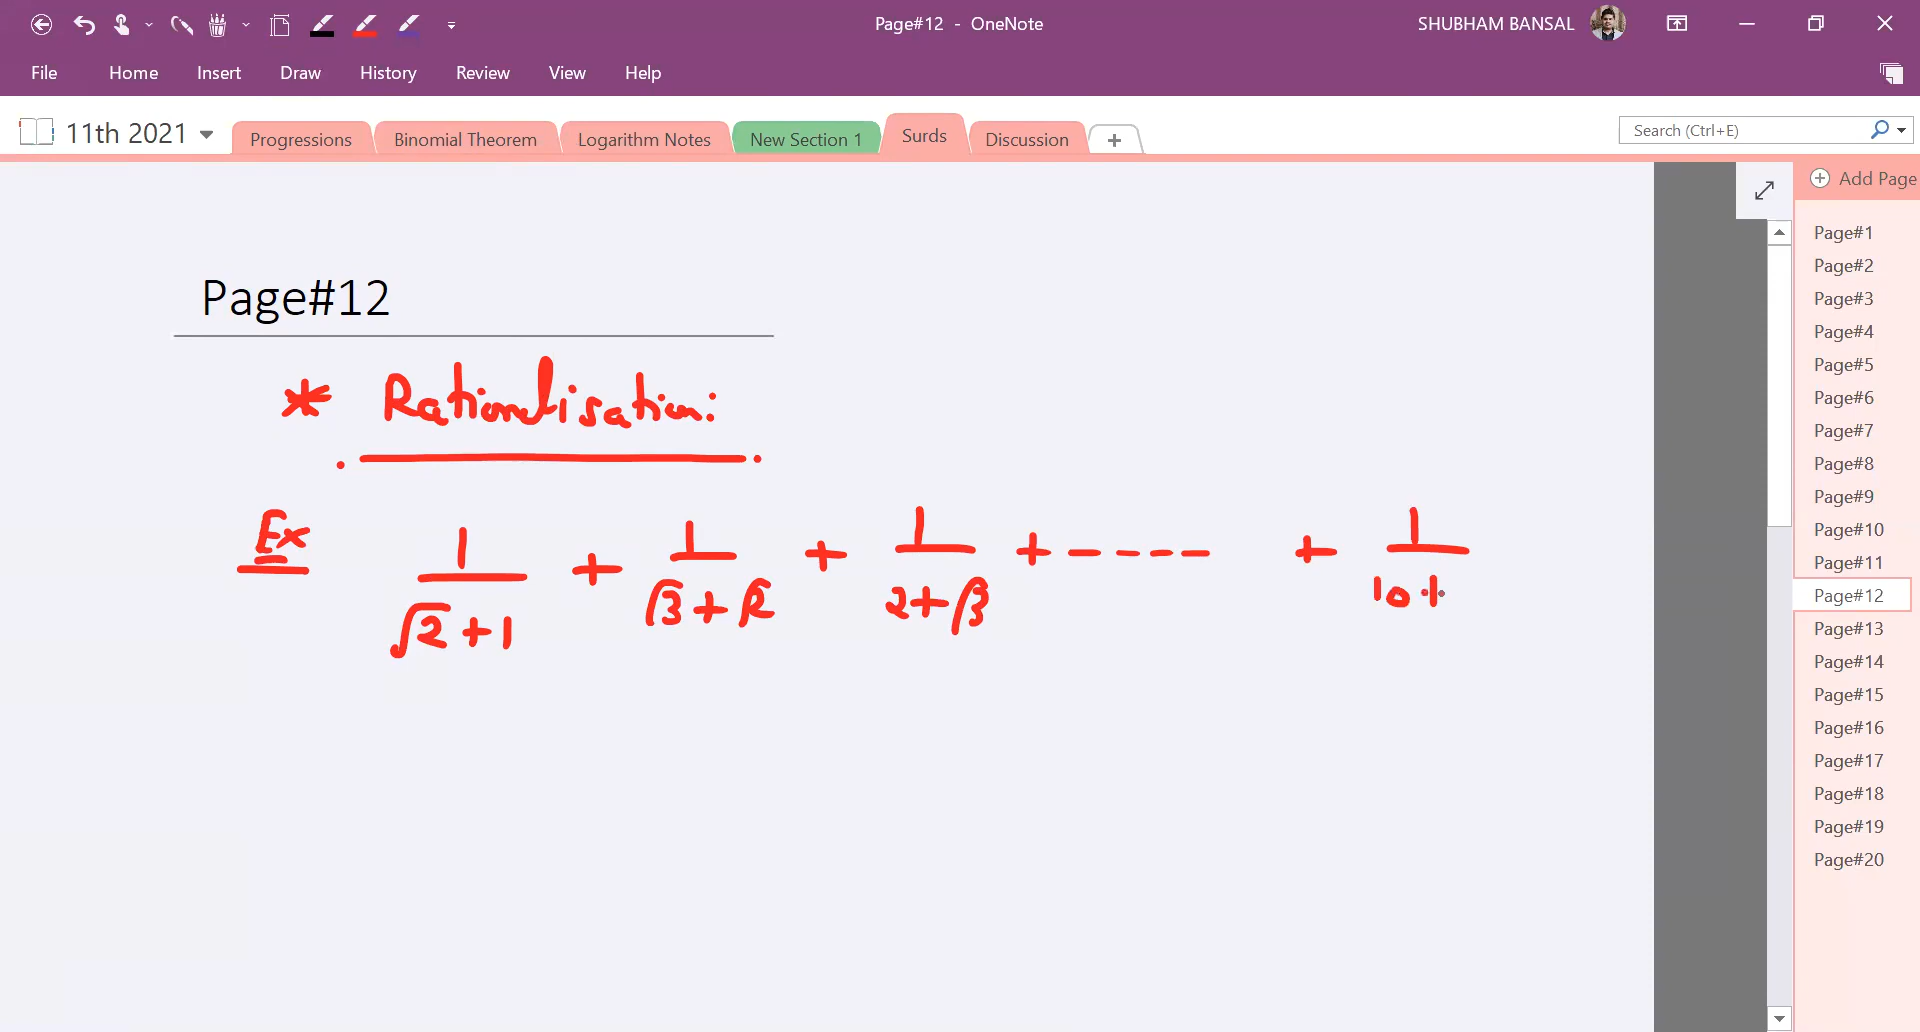 Page#12 - OneNote
SHUBHAM BANSAL
File Home Insert Draw History Review View Help
11th 2021
Progressions Binomial Theorem Logarithm Notes New Section 1 Surds Discussion +
Search (Ctrl+E)
Add Page
Page#12
* Rationalisation:
Ex 1/(√2+1) + 1/(√3+√2) + 1/(2+√3) + ---- + 1/(10+
Page#1
Page#2
Page#3
Page#4
Page#5
Page#6
Page#7
Page#8
Page#9
Page#10
Page#11
Page#12
Page#13
Page#14
Page#15
Page#16
Page#17
Page#18
Page#19
Page#20